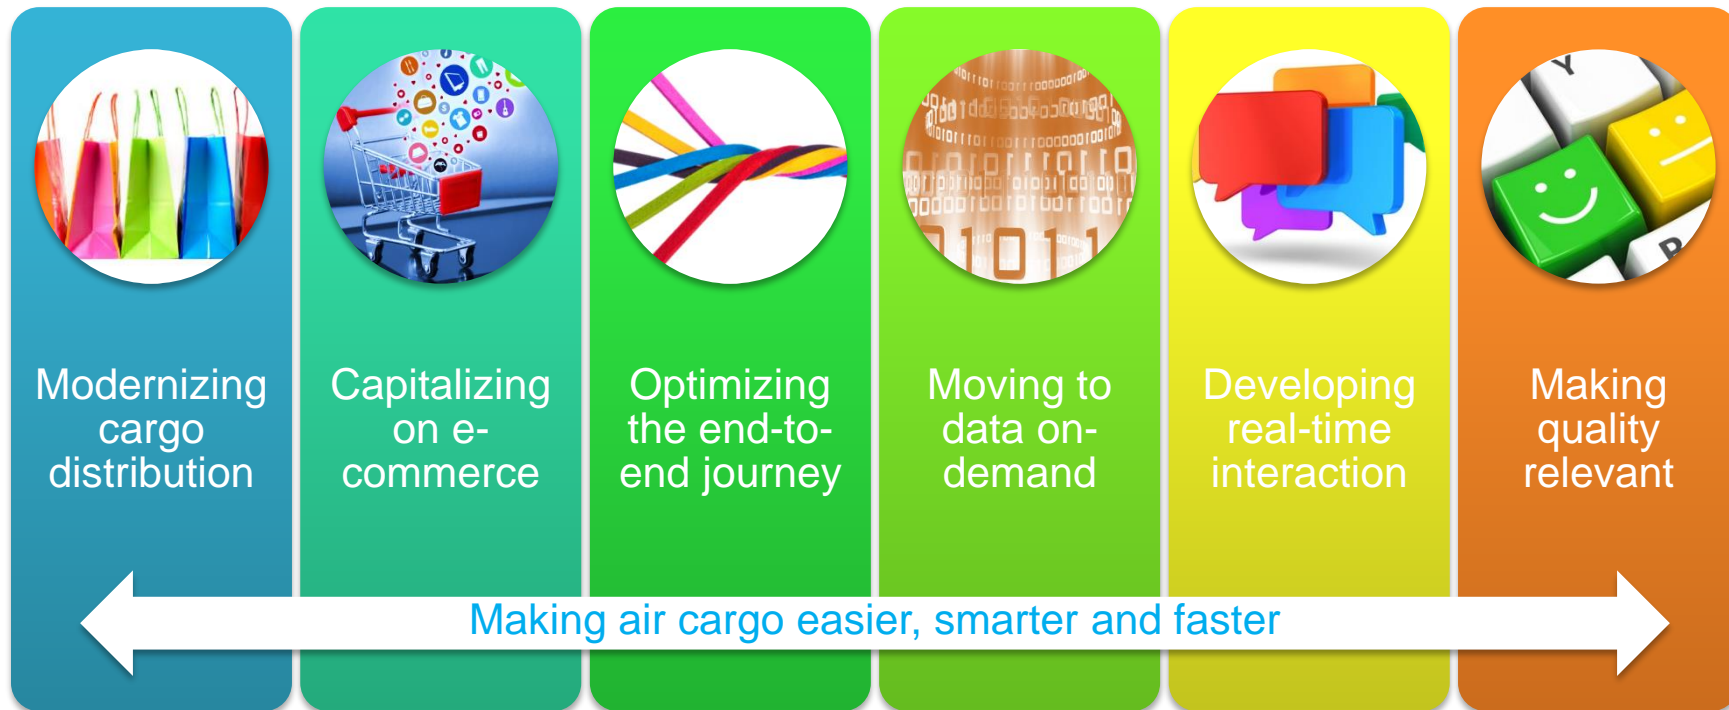 Modernizing
cargo
distribution
Capitalizing
on e-
commerce
Optimizing
the end-to-
end journey
Moving to
data on-
demand
Developing
real-time
interaction
Making
quality
relevant
Making air cargo easier, smarter and faster